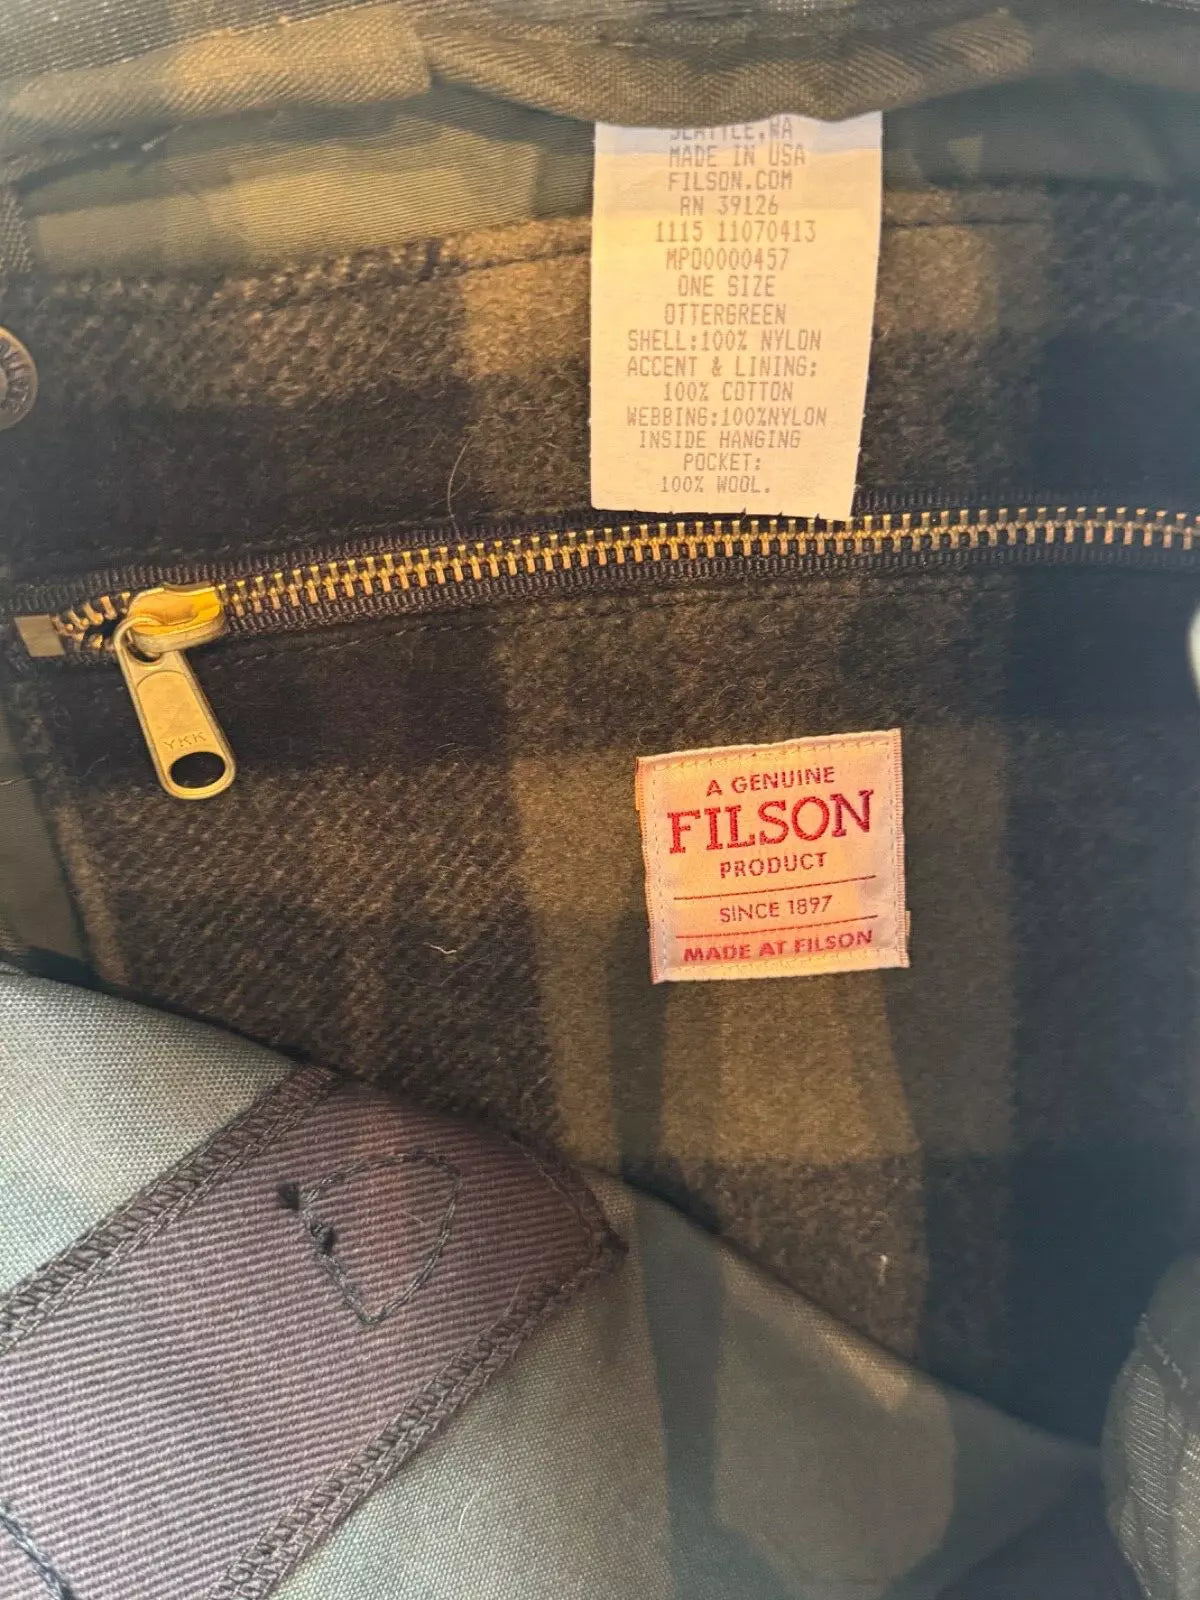 SEATTLE, WA
MADE IN USA
FILSON.COM
RN 39126
1115 11070413
MPD0000457
ONE SIZE
OTTERGREEN
SHELL:100% NYLON
ACCENT & LINING:
100% COTTON
WEBBING:100%NYLON
INSIDE HANGING
POCKET:
100% WOOL.
YKK
A GENUINE
FILSON
PRODUCT
SINCE 1897
MADE AT FILSON